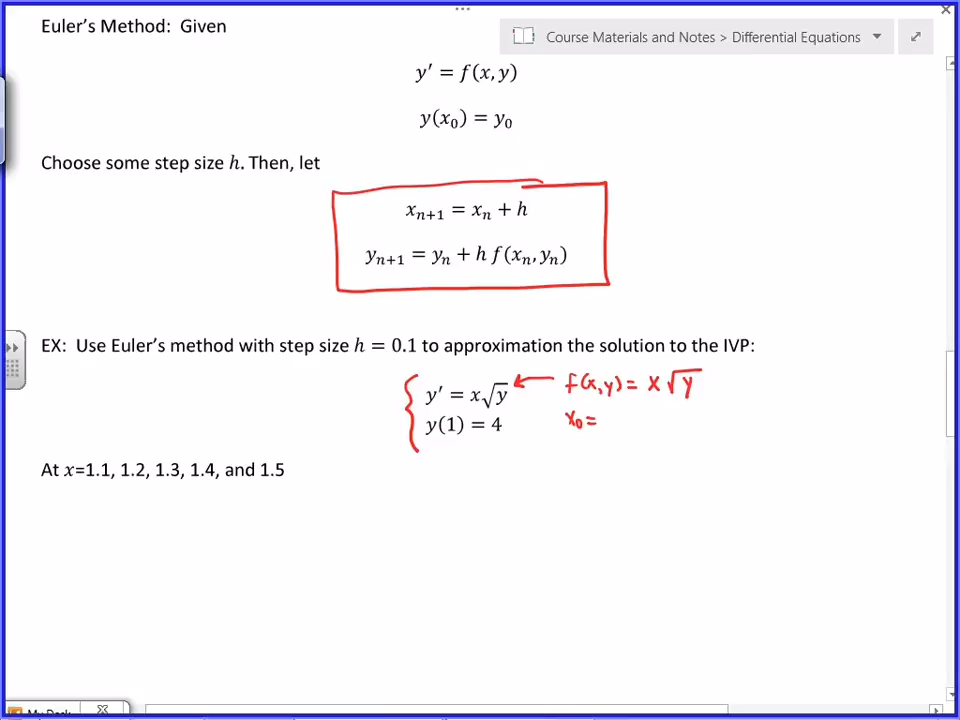 Euler's Method: Given
Course Materials and Notes > Differential Equations
y′ = f(x, y)
y(x₀) = y₀
Choose some step size h. Then, let
xₙ₊₁ = xₙ + h
yₙ₊₁ = yₙ + h f(xₙ, yₙ)
EX: Use Euler's method with step size h = 0.1 to approximation the solution to the IVP:
y′ = x√y f(x,y) = x√y
y(1) = 4 x₀ =
At x=1.1, 1.2, 1.3, 1.4, and 1.5
My Desk